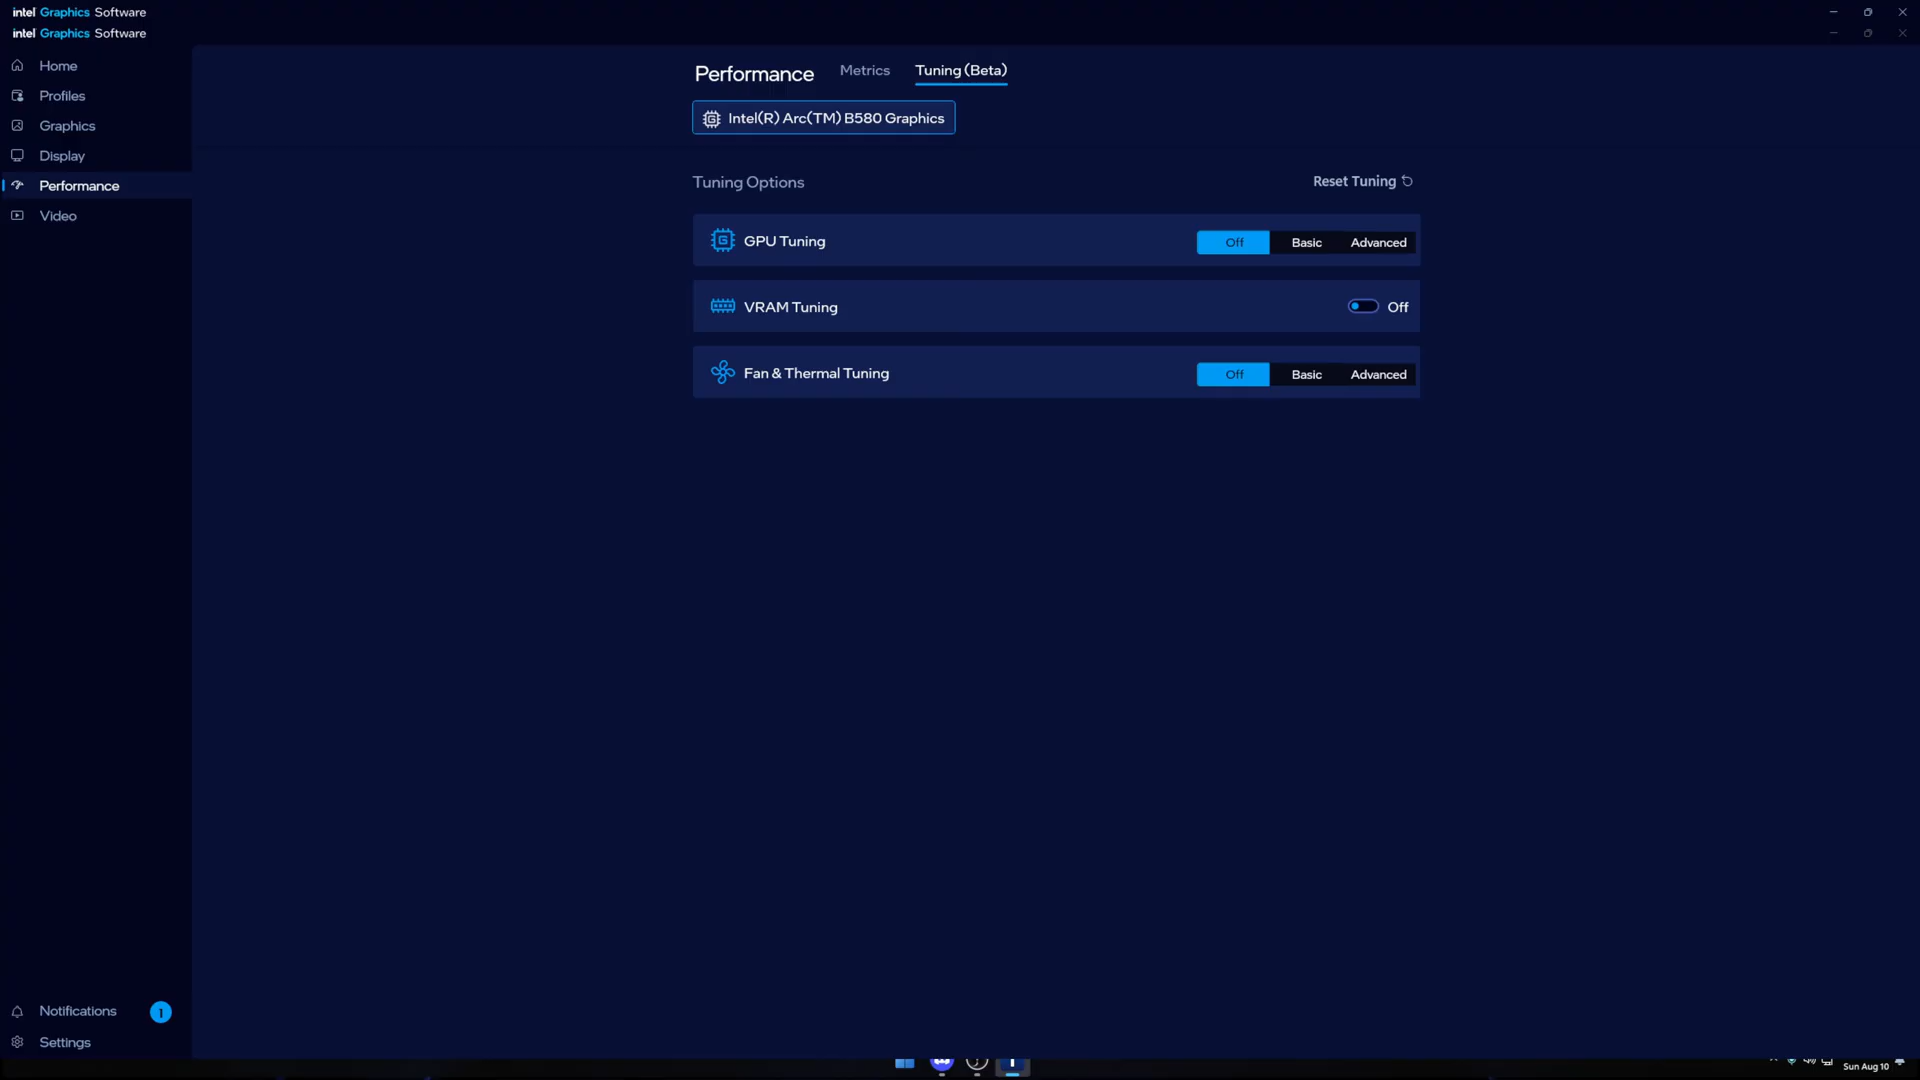 intel Graphics Software
intel Graphics Software
Home
Profiles
Graphics
Display
Performance
Video
Performance Metrics Tuning (Beta)
Intel(R) Arc(TM) B580 Graphics
Tuning Options Reset Tuning
GPU Tuning Off Basic Advanced
VRAM Tuning Off
Fan & Thermal Tuning Off Basic Advanced
Notifications 1
Settings
Sun Aug 10